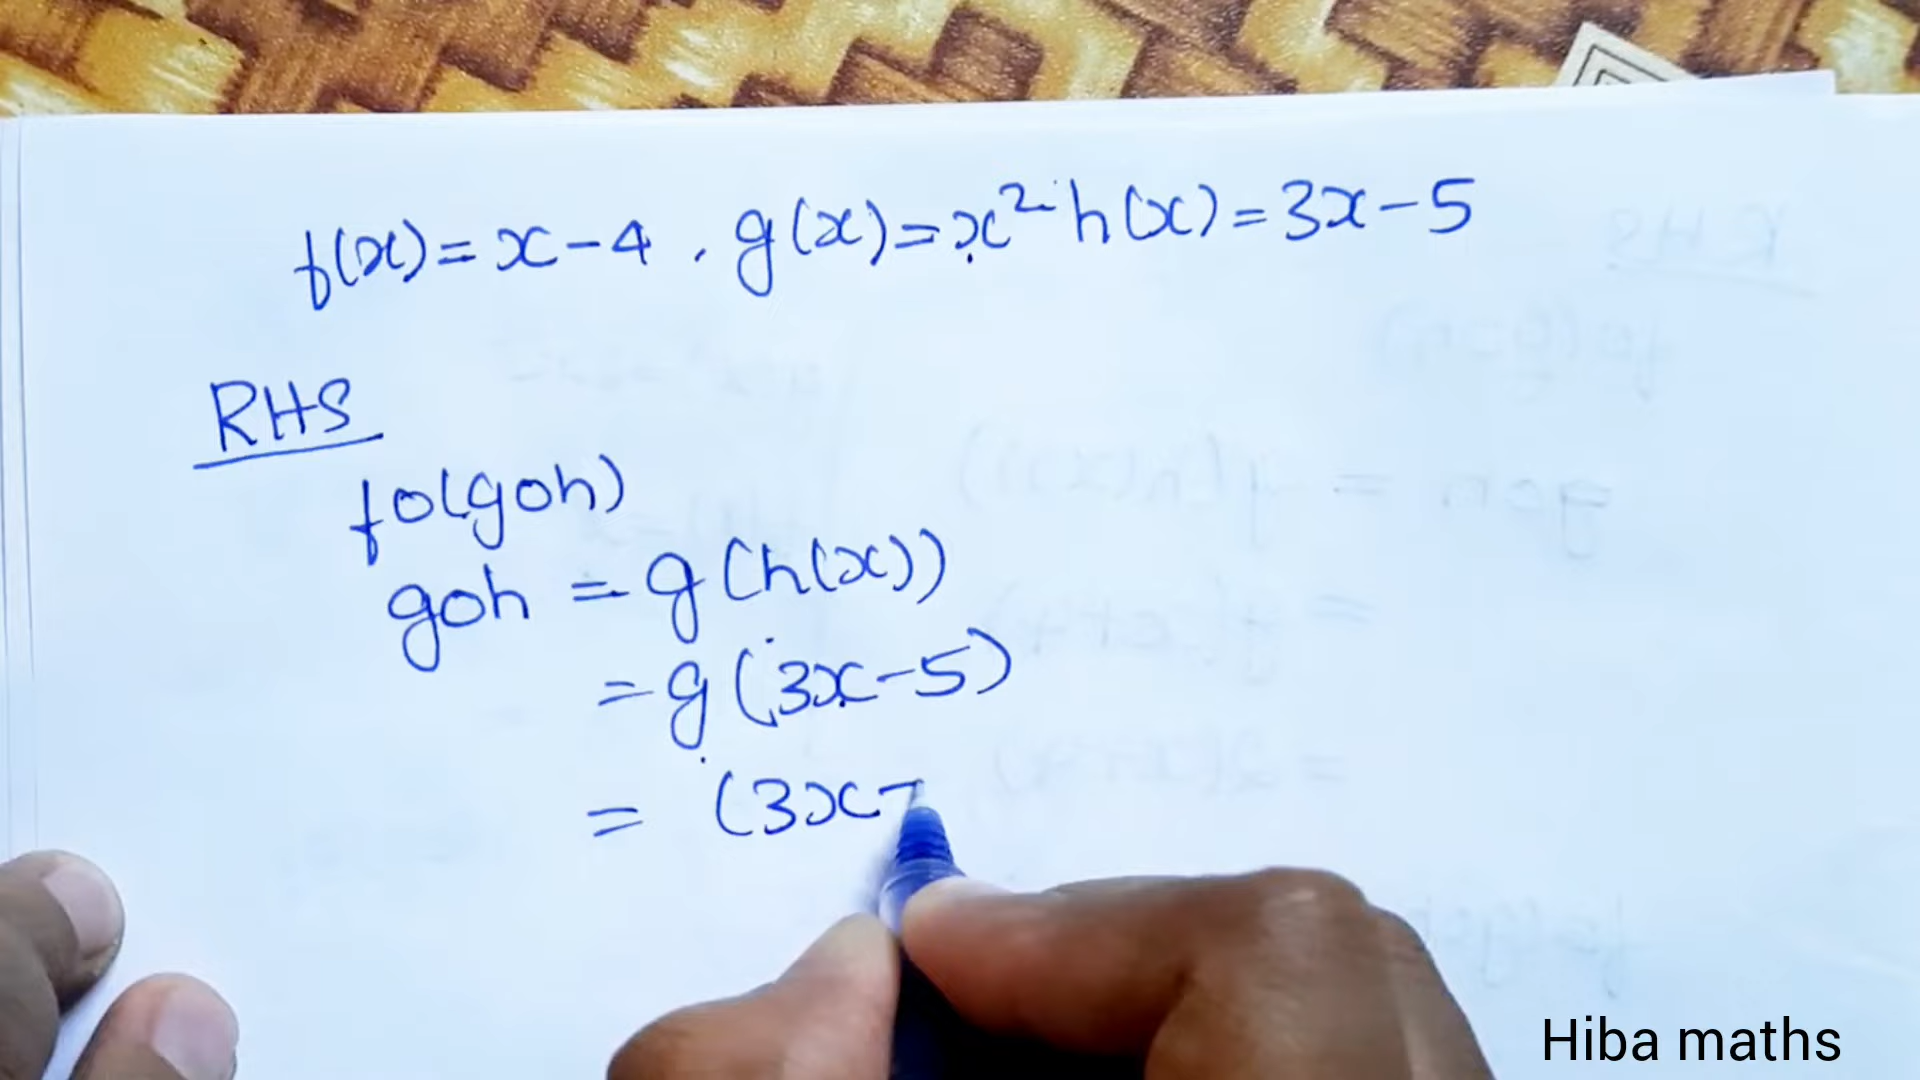 f(x) = x - 4 , g(x) = x² h(x) = 3x - 5
RHS
fo(goh)
goh = g(h(x))
= g(3x-5)
= (3x-
Hiba maths